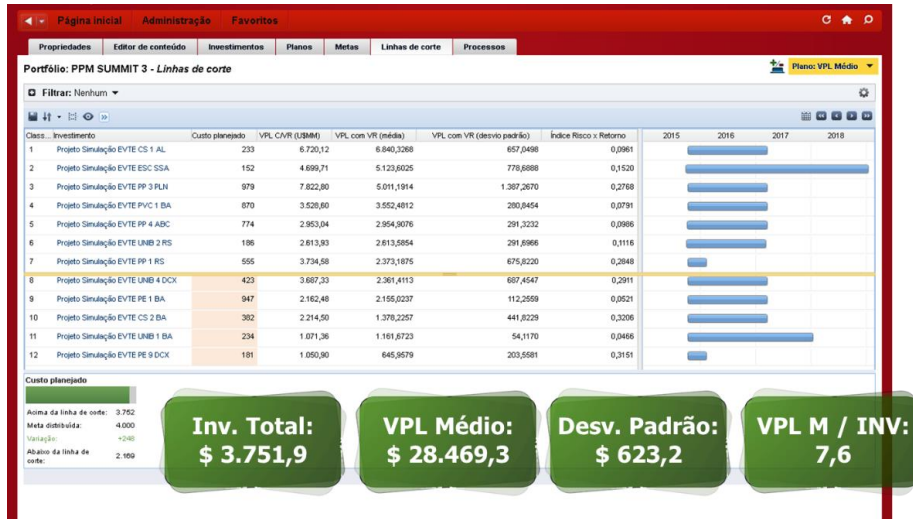 Página inicial Administração Favoritos
Propriedades Editor de conteúdo Investimentos Planos Metas Linhas de corte Processos
Portfólio: PPM SUMMIT 3 - Linhas de corte
Plano: VPL Médio
Filtrar: Nenhum
Class... Investimento Custo planejado VPL C/VR (U$MM) VPL com VR (média) VPL com VR (desvio padrão) Índice Risco x Retorno 2015 2016 2017 2018
1 Projeto Simulação EVTE CS 1 AL 233 6.720,12 6.840,3268 657,0498 0,0961
2 Projeto Simulação EVTE ESC SSA 152 4.699,71 5.123,6025 778,6888 0,1520
3 Projeto Simulação EVTE PP 3 PLN 979 7.822,80 5.011,1914 1.387,2670 0,2768
4 Projeto Simulação EVTE PVC 1 BA 870 3.528,60 3.552,4812 280,8454 0,0791
5 Projeto Simulação EVTE PP 4 ABC 774 2.953,04 2.954,9076 291,3232 0,0986
6 Projeto Simulação EVTE UNIB 2 RS 186 2.613,93 2.613,5854 291,6966 0,1116
7 Projeto Simulação EVTE PP 1 RS 555 3.734,58 2.373,1875 675,8220 0,2848
8 Projeto Simulação EVTE UNIB 4 DCX 423 3.687,33 2.361,4113 687,4547 0,2911
9 Projeto Simulação EVTE PE 1 BA 947 2.162,48 2.155,0237 112,2559 0,0521
10 Projeto Simulação EVTE CS 2 BA 382 2.214,50 1.378,2257 441,8229 0,3206
11 Projeto Simulação EVTE UNIB 1 BA 234 1.071,36 1.161,6723 54,1170 0,0466
12 Projeto Simulação EVTE PE 9 DCX 181 1.050,90 645,9579 203,5581 0,3151
Custo planejado
Acima da linha de corte: 3.752
Meta distribuída: 4.000
Variação: +248
Abaixo da linha de
corte: 2.169
Inv. Total:
$ 3.751,9
VPL Médio:
$ 28.469,3
Desv. Padrão:
$ 623,2
VPL M / INV:
7,6